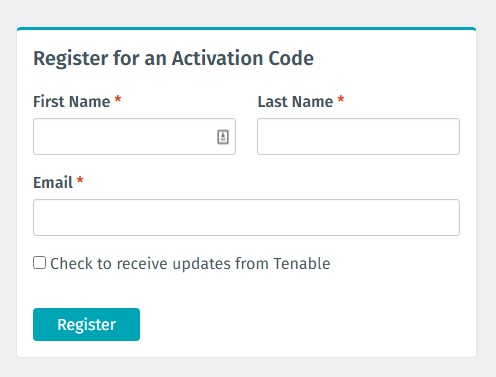 Register for an Activation Code
First Name * Last Name *
Email *
Check to receive updates from Tenable
Register